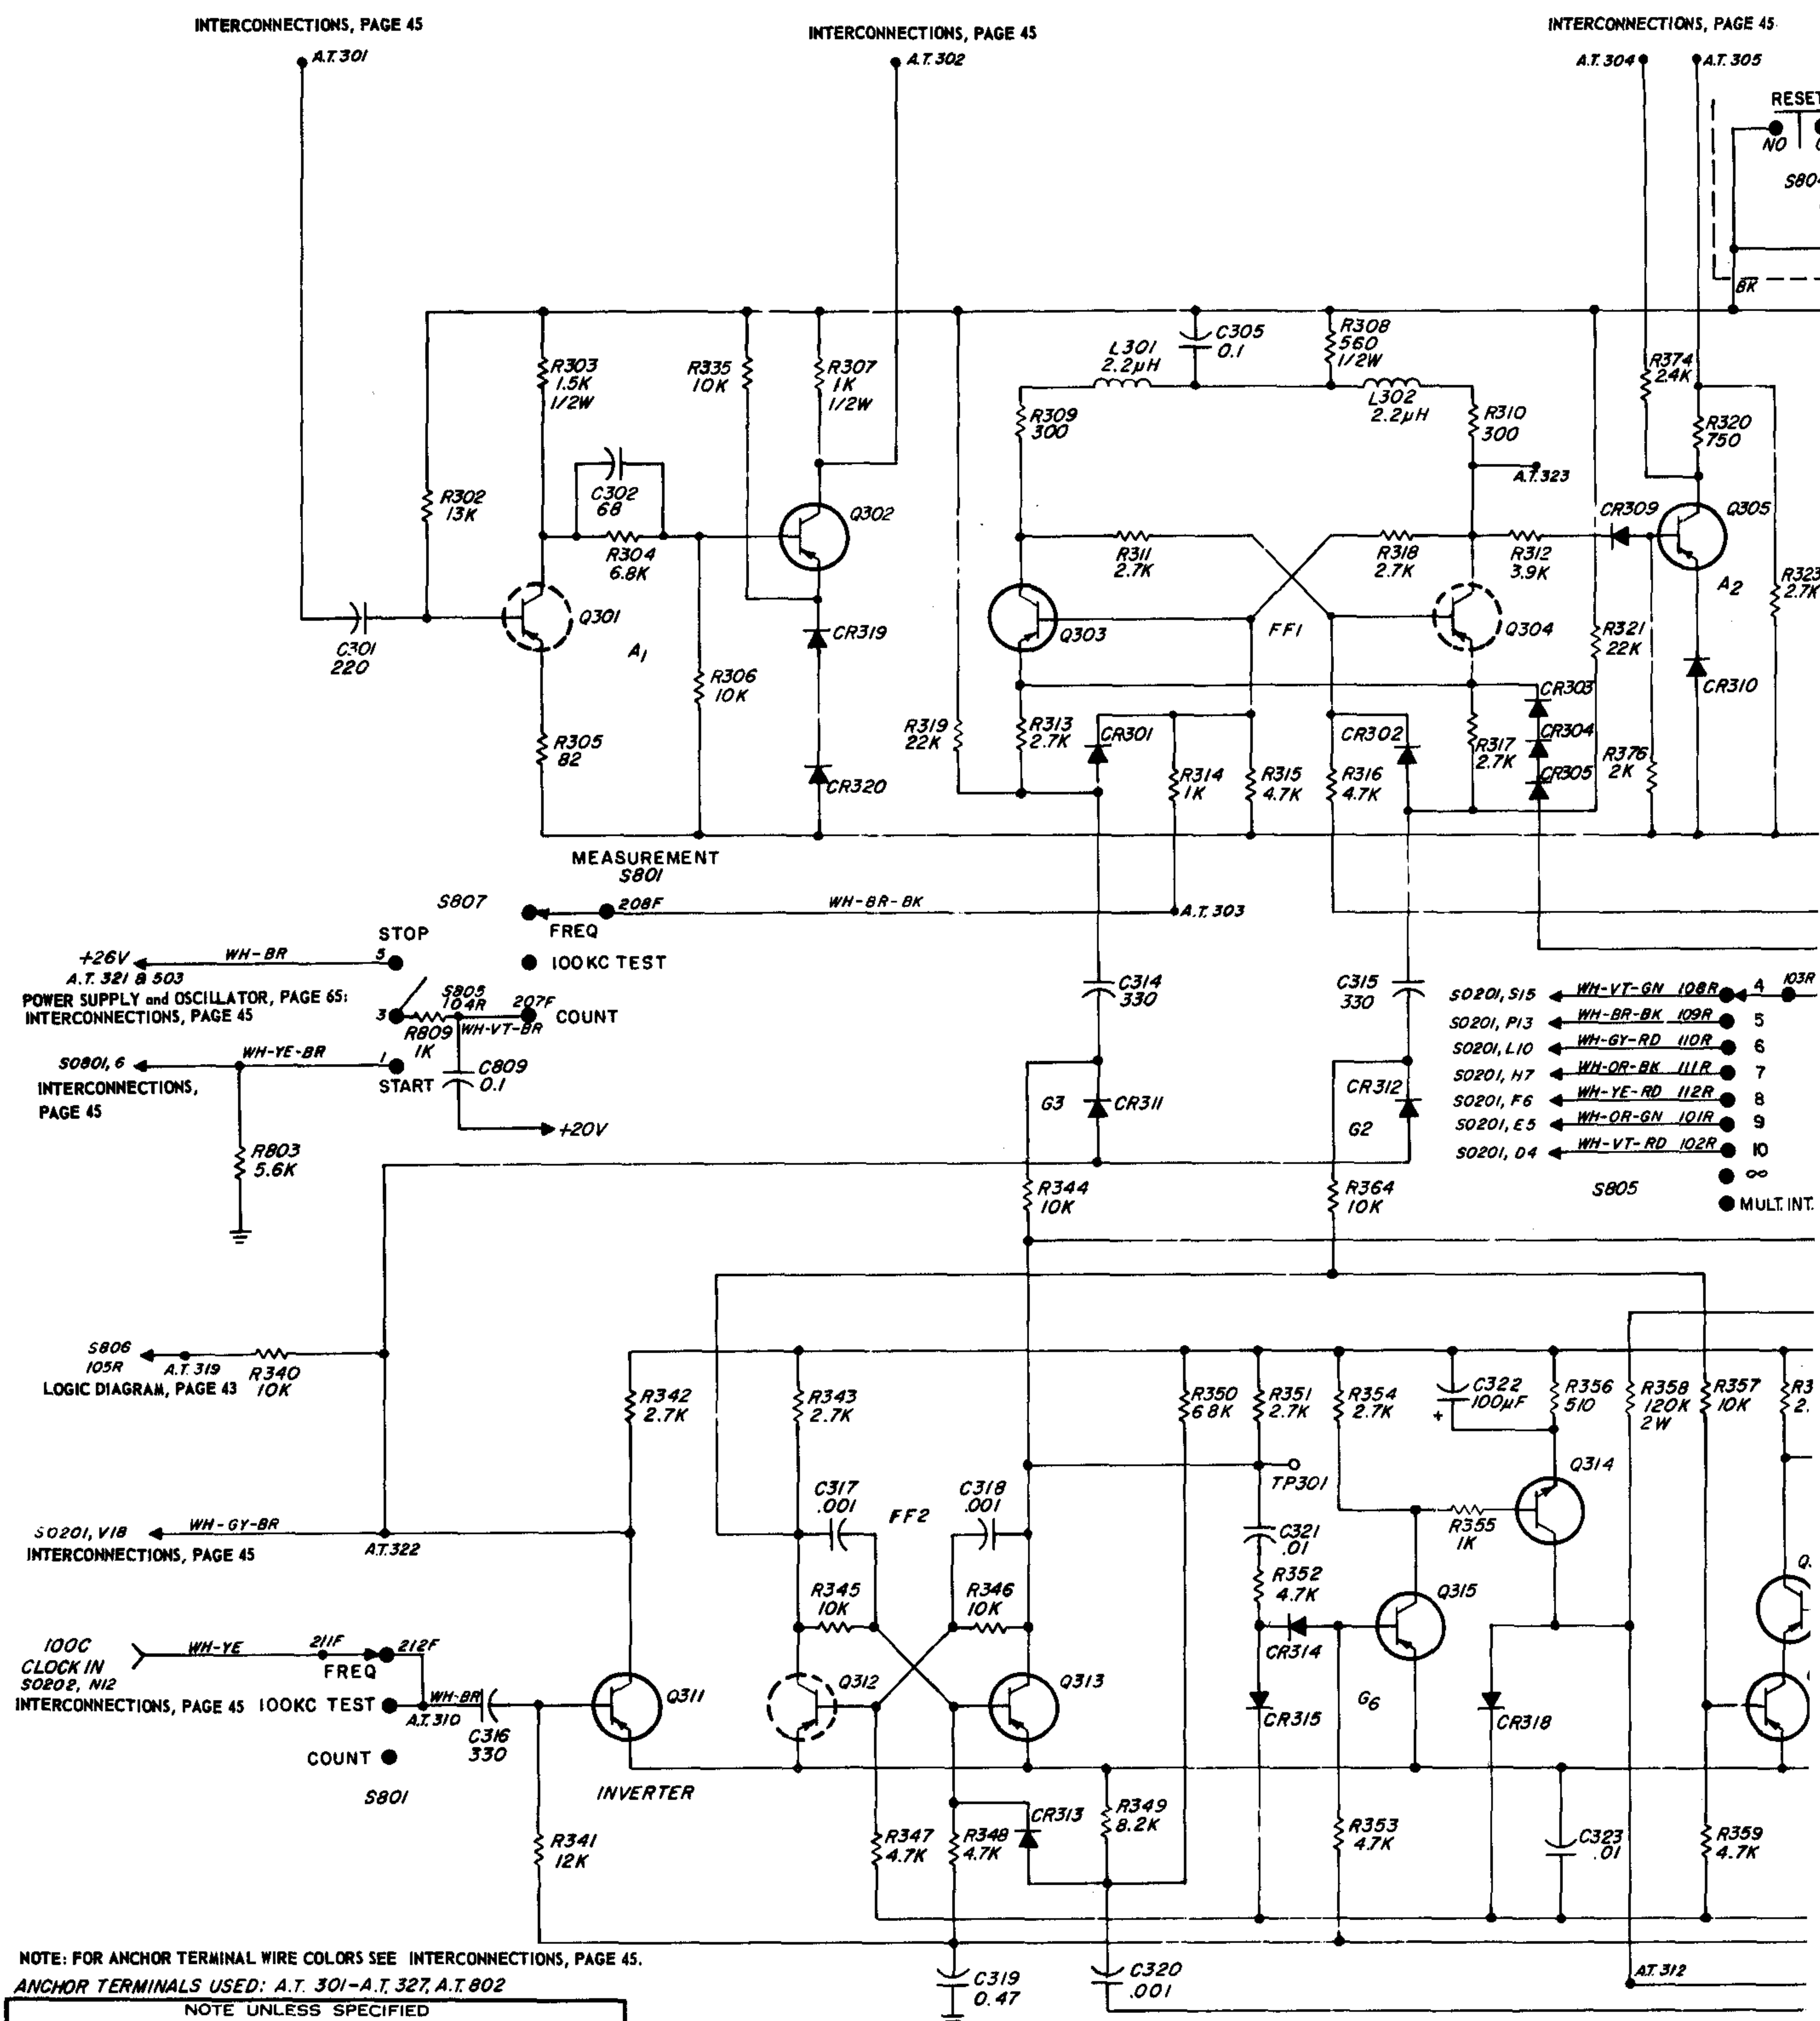 INTERCONNECTIONS, PAGE 45
INTERCONNECTIONS, PAGE 45
INTERCONNECTIONS, PAGE 45
A.T. 301
A.T. 302
A.T. 304
A.T. 305
RESET
NO
S804
BK
R303
1.5K
1/2W
R335
10K
R307
1K
1/2W
L301
2.2µH
C305
0.1
R308
560
1/2W
L302
2.2µH
R309
300
R310
300
R374
2.4K
R320
750
A.T. 323
R302
13K
C302
68
R304
6.8K
Q302
R311
2.7K
R318
2.7K
R312
3.9K
CR309
Q305
A2
R323
2.7K
C301
220
Q301
A1
CR319
R306
10K
Q303
FF1
Q304
R321
22K
CR310
R305
82
CR320
R319
22K
R313
2.7K
CR301
R314
1K
R315
4.7K
R316
4.7K
CR302
R317
2.7K
CR303
CR304
CR305
R376
2K
MEASUREMENT
S801
S807
208F
FREQ
WH-BR-BK
A.T. 303
STOP
+26V
WH-BR
5
100KC TEST
A.T. 321 & 503
POWER SUPPLY and OSCILLATOR, PAGE 65;
INTERCONNECTIONS, PAGE 45
3
S805
104R
R809
1K
WH-VT-BR
207F
COUNT
S0801, 6
WH-YE-BR
1
START
C809
0.1
INTERCONNECTIONS,
PAGE 45
+20V
R803
5.6K
C314
330
C315
330
G3
CR311
CR312
G2
S0201, S15
WH-VT-GN 108R
4
103R
S0201, P13
WH-BR-BK 109R
5
S0201, L10
WH-GY-RD 110R
6
S0201, H7
WH-OR-BK 111R
7
S0201, F6
WH-YE-RD 112R
8
S0201, E5
WH-OR-GN 101R
9
S0201, D4
WH-VT-RD 102R
10
∞
S805
MULT. INT.
R344
10K
R364
10K
S806
105R
A.T. 319
R340
10K
LOGIC DIAGRAM, PAGE 43
R342
2.7K
R343
2.7K
R350
68K
R351
2.7K
R354
2.7K
C322
100µF
+
R356
510
R358
120K
2W
R357
10K
R3
2.
TP301
Q314
C317
.001
FF2
C318
.001
S0201, V18
WH-GY-BR
INTERCONNECTIONS, PAGE 45
A.T. 322
C321
.01
R355
1K
R345
10K
R346
10K
R352
4.7K
Q315
Q.
100C
CLOCK IN
S0202, N12
INTERCONNECTIONS, PAGE 45
WH-YE
211F
212F
FREQ
100KC TEST
WH-BR
A.T. 310
C316
330
COUNT
S801
Q311
Q312
Q313
CR314
CR315
G6
CR318
INVERTER
R341
12K
R347
4.7K
R348
4.7K
CR313
R349
8.2K
R353
4.7K
C323
.01
R359
4.7K
NOTE: FOR ANCHOR TERMINAL WIRE COLORS SEE INTERCONNECTIONS, PAGE 45.
ANCHOR TERMINALS USED: A.T. 301-A.T. 327, A.T. 802
NOTE UNLESS SPECIFIED
C319
0.47
C320
.001
A.T. 312